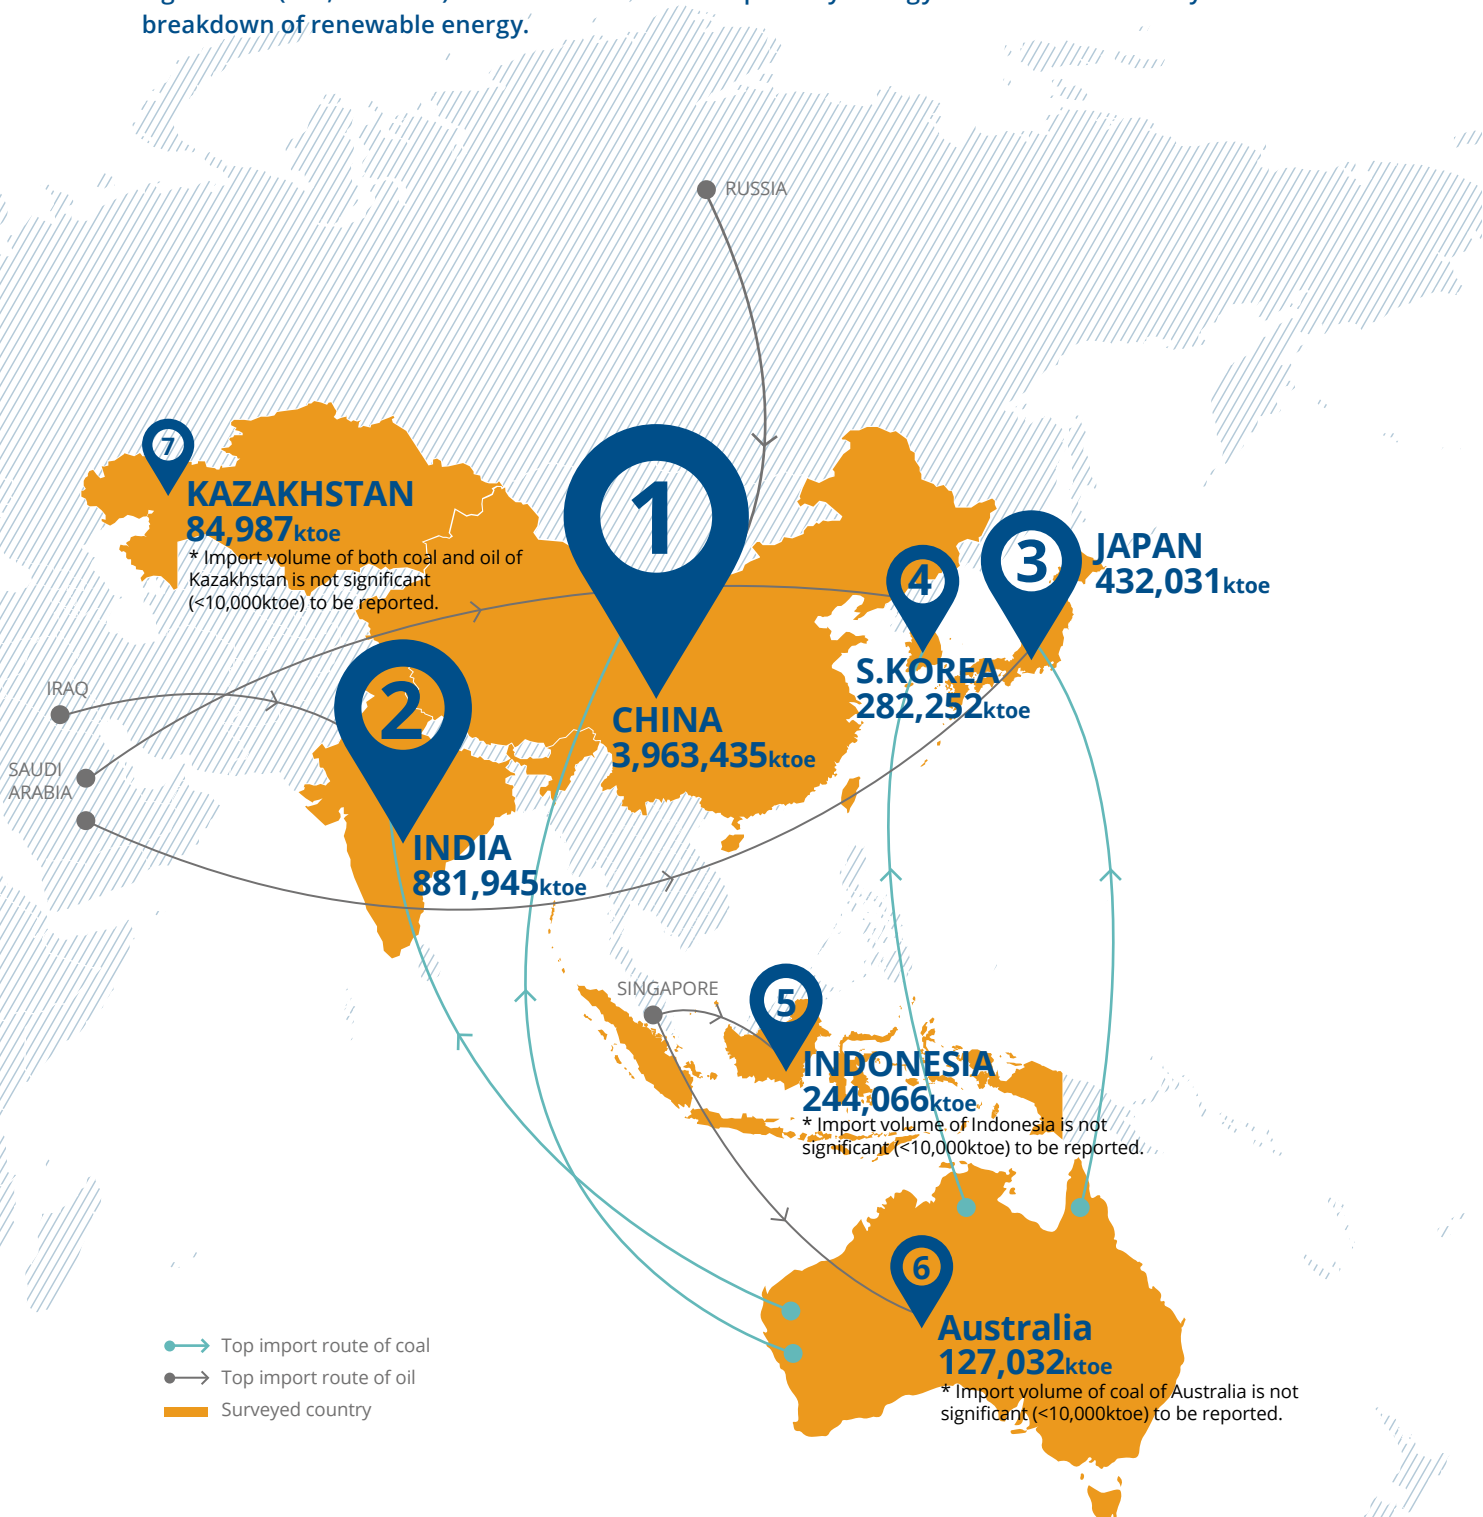 breakdown of renewable energy.
RUSSIA
7
KAZAKHSTAN
84,987ktoe
* Import volume of both coal and oil of
Kazakhstan is not significant
(<10,000ktoe) to be reported.
1
CHINA
3,963,435ktoe
4
S.KOREA
282,252ktoe
3
JAPAN
432,031ktoe
IRAQ
SAUDI
ARABIA
2
INDIA
881,945ktoe
SINGAPORE
5
INDONESIA
244,066ktoe
* Import volume of Indonesia is not
significant (<10,000ktoe) to be reported.
6
Australia
127,032ktoe
* Import volume of coal of Australia is not
significant (<10,000ktoe) to be reported.
Top import route of coal
Top import route of oil
Surveyed country